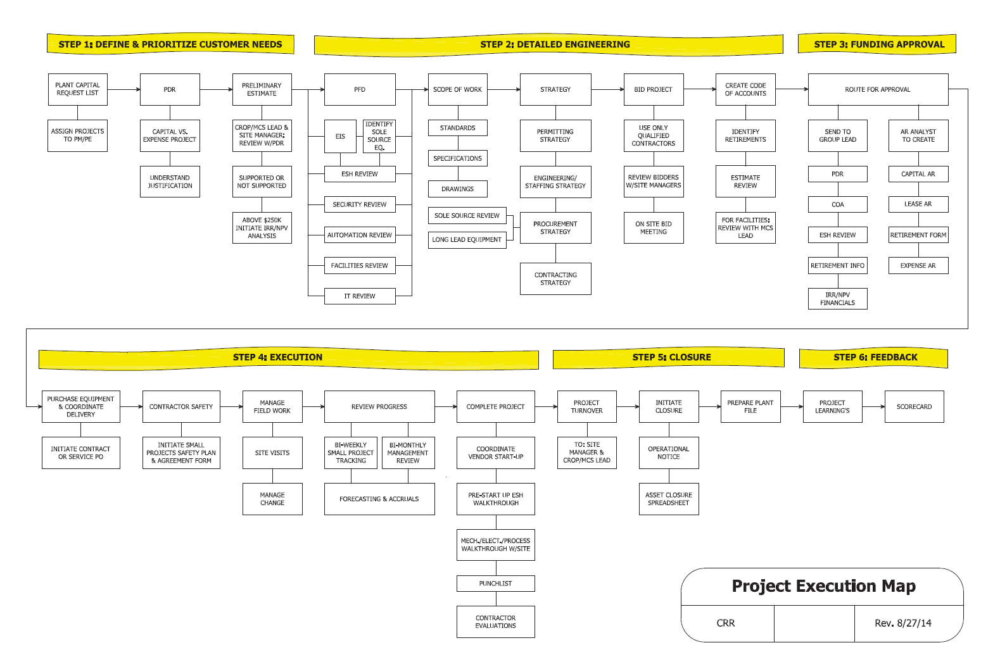 STEP 1: DEFINE & PRIORITIZE CUSTOMER NEEDS
STEP 2: DETAILED ENGINEERING
STEP 3: FUNDING APPROVAL
PLANT CAPITAL
REQUEST LIST
ASSIGN PROJECTS
TO PM/PE
PDR
CAPITAL VS.
EXPENSE PROJECT
UNDERSTAND
JUSTIFICATION
PRELIMINARY
ESTIMATE
CROP/MCS LEAD &
SITE MANAGER:
REVIEW W/PDR
SUPPORTED OR
NOT SUPPORTED
ABOVE $250K
INITIATE IRR/NPV
ANALYSIS
PFD
EIS
IDENTIFY
SOLE
SOURCE
EQ.
ESH REVIEW
SECURITY REVIEW
AUTOMATION REVIEW
FACILITIES REVIEW
IT REVIEW
SCOPE OF WORK
STANDARDS
SPECIFICATIONS
DRAWINGS
SOLE SOURCE REVIEW
LONG LEAD EQUIPMENT
STRATEGY
PERMITTING
STRATEGY
ENGINEERING/
STAFFING STRATEGY
PROCUREMENT
STRATEGY
CONTRACTING
STRATEGY
BID PROJECT
USE ONLY
QUALIFIED
CONTRACTORS
REVIEW BIDDERS
W/SITE MANAGERS
ON SITE BID
MEETING
CREATE CODE
OF ACCOUNTS
IDENTIFY
RETIREMENTS
ESTIMATE
REVIEW
FOR FACILITIES:
REVIEW WITH MCS
LEAD
ROUTE FOR APPROVAL
SEND TO
GROUP LEAD
PDR
COA
ESH REVIEW
RETIREMENT INFO
IRR/NPV
FINANCIALS
AR ANALYST
TO CREATE
CAPITAL AR
LEASE AR
RETIREMENT FORM
EXPENSE AR
STEP 4: EXECUTION
STEP 5: CLOSURE
STEP 6: FEEDBACK
PURCHASE EQUIPMENT
& COORDINATE
DELIVERY
INITIATE CONTRACT
OR SERVICE PO
CONTRACTOR SAFETY
INITIATE SMALL
PROJECTS SAFETY PLAN
& AGREEMENT FORM
MANAGE
FIELD WORK
SITE VISITS
MANAGE
CHANGE
REVIEW PROGRESS
BI-WEEKLY
SMALL PROJECT
TRACKING
BI-MONTHLY
MANAGEMENT
REVIEW
FORECASTING & ACCRUALS
COMPLETE PROJECT
COORDINATE
VENDOR START-UP
PRE-START UP ESH
WALKTHROUGH
MECH./ELECT./PROCESS
WALKTHROUGH W/SITE
PUNCHLIST
CONTRACTOR
EVALUATIONS
PROJECT
TURNOVER
TO: SITE
MANAGER &
CROP/MCS LEAD
INITIATE
CLOSURE
OPERATIONAL
NOTICE
ASSET CLOSURE
SPREADSHEET
PREPARE PLANT
FILE
PROJECT
LEARNING'S
SCORECARD
Project Execution Map
CRR
Rev. 8/27/14